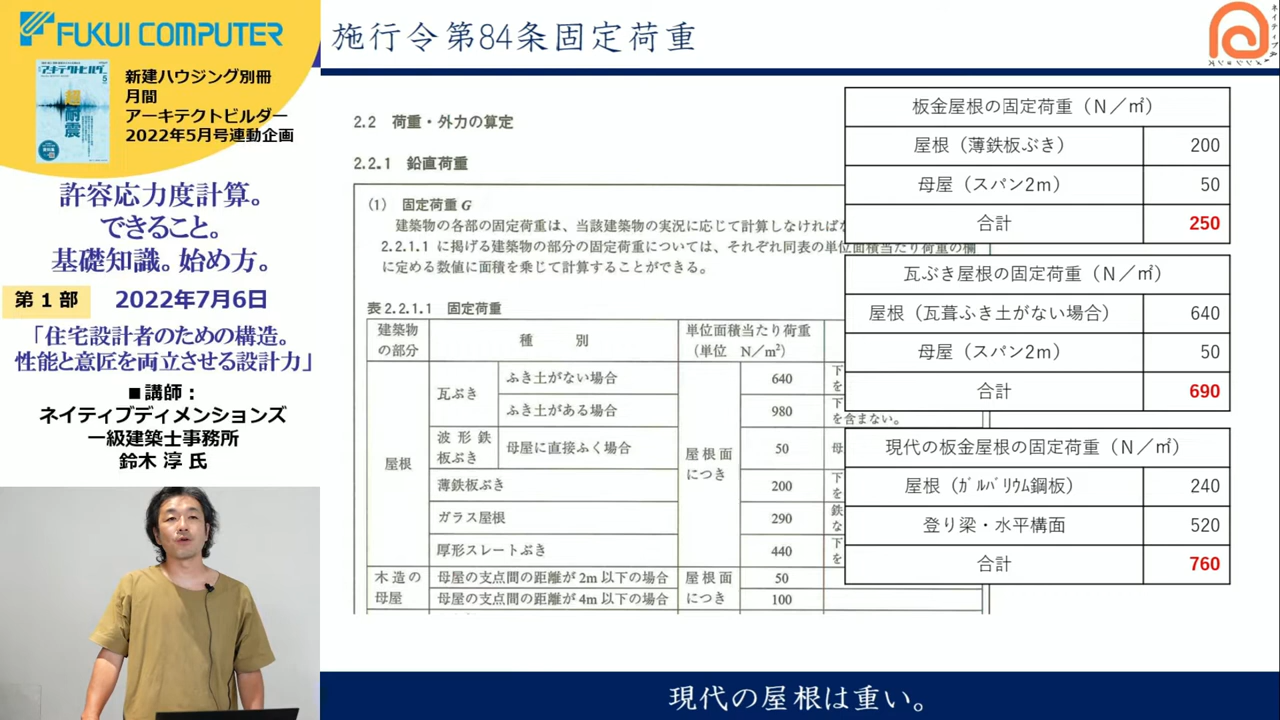 FUKUI COMPUTER
アーキテクトビルダー
5
超
耐震
新建ハウジング別冊
月間
アーキテクトビルダー
2022年5月号連動企画
許容応力度計算。
できること。
基礎知識。始め方。
第1部 2022年7月6日
「住宅設計者のための構造。
性能と意匠を両立させる設計力」
■講師：
ネイティブディメンションズ
一級建築士事務所
鈴木 淳 氏
施行令第84条固定荷重
2.2 荷重・外力の算定
2.2.1 鉛直荷重
(1) 固定荷重 G
建築物の各部の固定荷重は、当該建築物の実況に応じて計算しなければな
2.2.1.1 に掲げる建築物の部分の固定荷重については、それぞれ同表の単位面積当たり荷重の欄
に定める数値に面積を乗じて計算することができる。
表2.2.1.1 固定荷重
建築物の部分 種別 単位面積当たり荷重（単位 N/m²）
屋根 瓦ぶき ふき土がない場合 屋根面につき 640 下を
ふき土がある場合 980 下を含まない。
波形鉄板ぶき 母屋に直接ふく場合 50 母
薄鉄板ぶき 200 下を
ガラス屋根 290 鉄な
厚形スレートぶき 440 下を
木造の母屋 母屋の支点間の距離が2m以下の場合 屋根面につき 50
母屋の支点間の距離が4m以下の場合 100
板金屋根の固定荷重（N／㎡）
屋根（薄鉄板ぶき） 200
母屋（スパン2m） 50
合計 250
瓦ぶき屋根の固定荷重（N／㎡）
屋根（瓦葺ふき土がない場合） 640
母屋（スパン2m） 50
合計 690
現代の板金屋根の固定荷重（N／㎡）
屋根（ｶﾞﾙﾊﾞﾘｳﾑ鋼板） 240
登り梁・水平構面 520
合計 760
現代の屋根は重い。